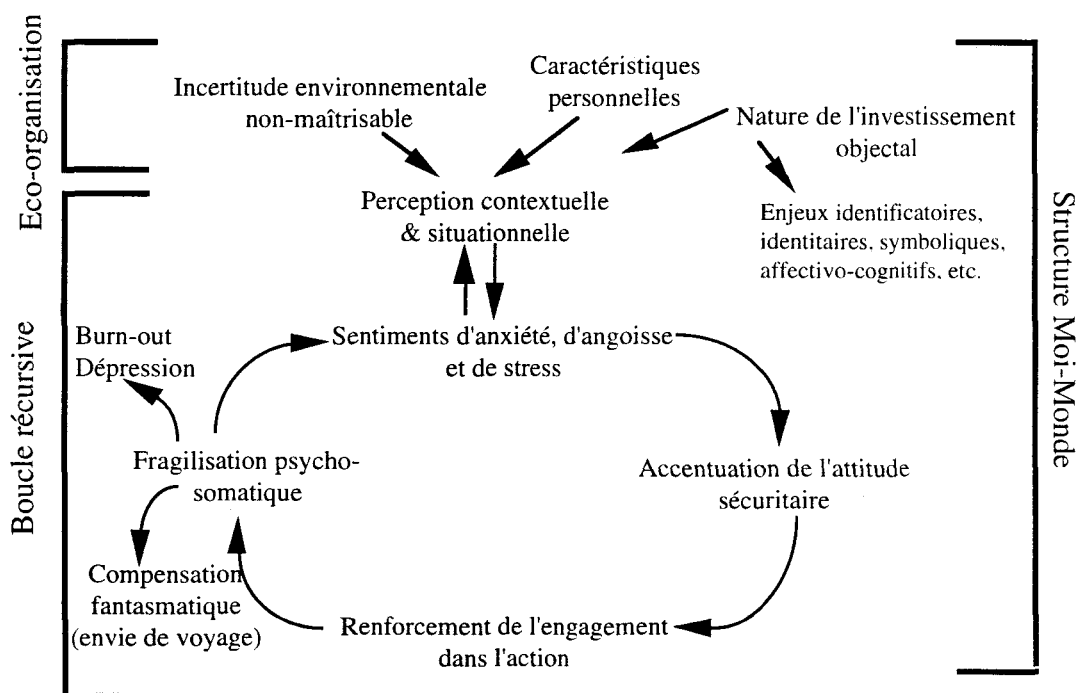 Eco-organisation
Incertitude environnementale
non-maîtrisable
Caractéristiques
personnelles
Nature de l'investissement
objectal
Perception contextuelle
& situationnelle
Enjeux identificatoires,
identitaires, symboliques,
affectivo-cognitifs, etc.
Structure Moi-Monde
Boucle récursive
Burn-out
Dépression
Sentiments d'anxiété, d'angoisse
et de stress
Fragilisation psycho-
somatique
Accentuation de l'attitude
sécuritaire
Compensation
fantasmatique
(envie de voyage)
Renforcement de l'engagement
dans l'action